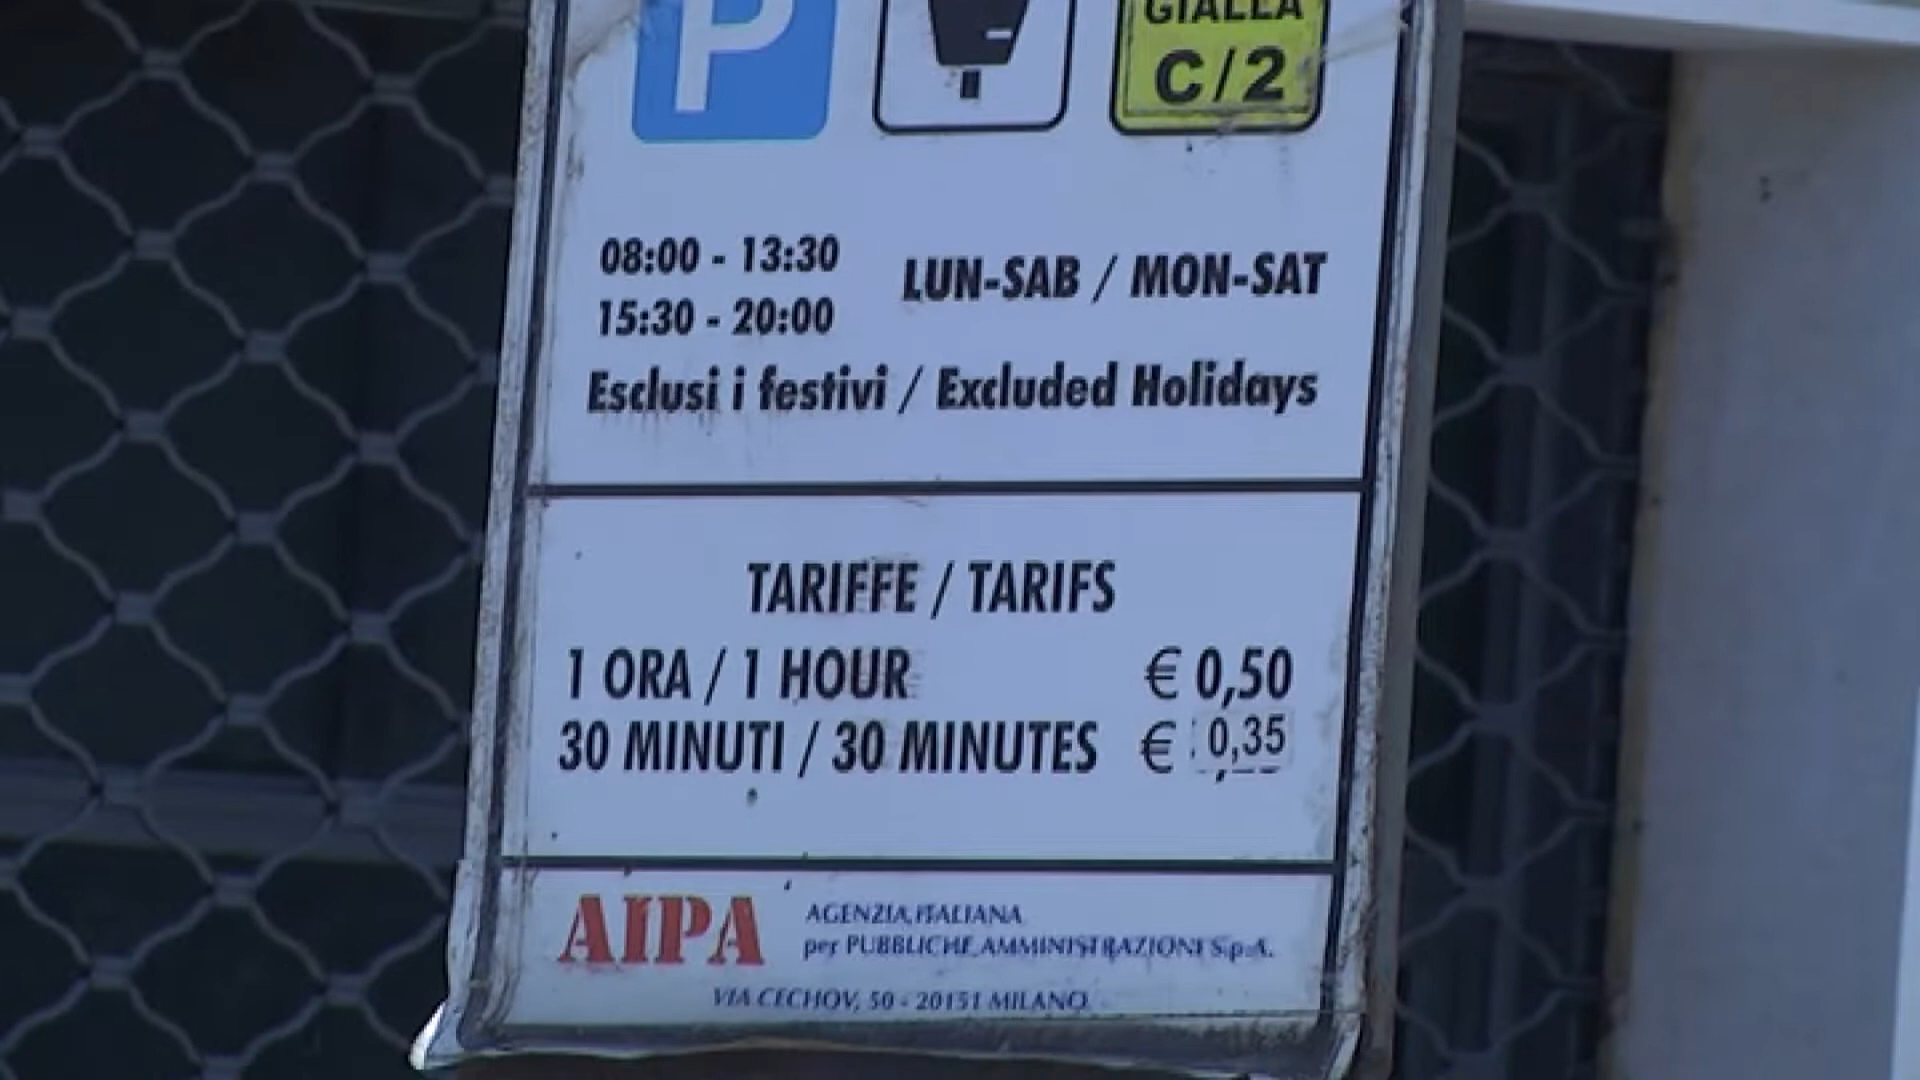 P
GIALLA
C/2
08:00 - 13:30
15:30 - 20:00
LUN-SAB / MON-SAT
Esclusi i festivi / Excluded Holidays
TARIFFE / TARIFS
1 ORA / 1 HOUR € 0,50
30 MINUTI / 30 MINUTES € 0,35
AIPA
AGENZIA ITALIANA
per PUBBLICHE AMMINISTRAZIONI S.p.A.
VIA CECHOV, 50 - 20151 MILANO